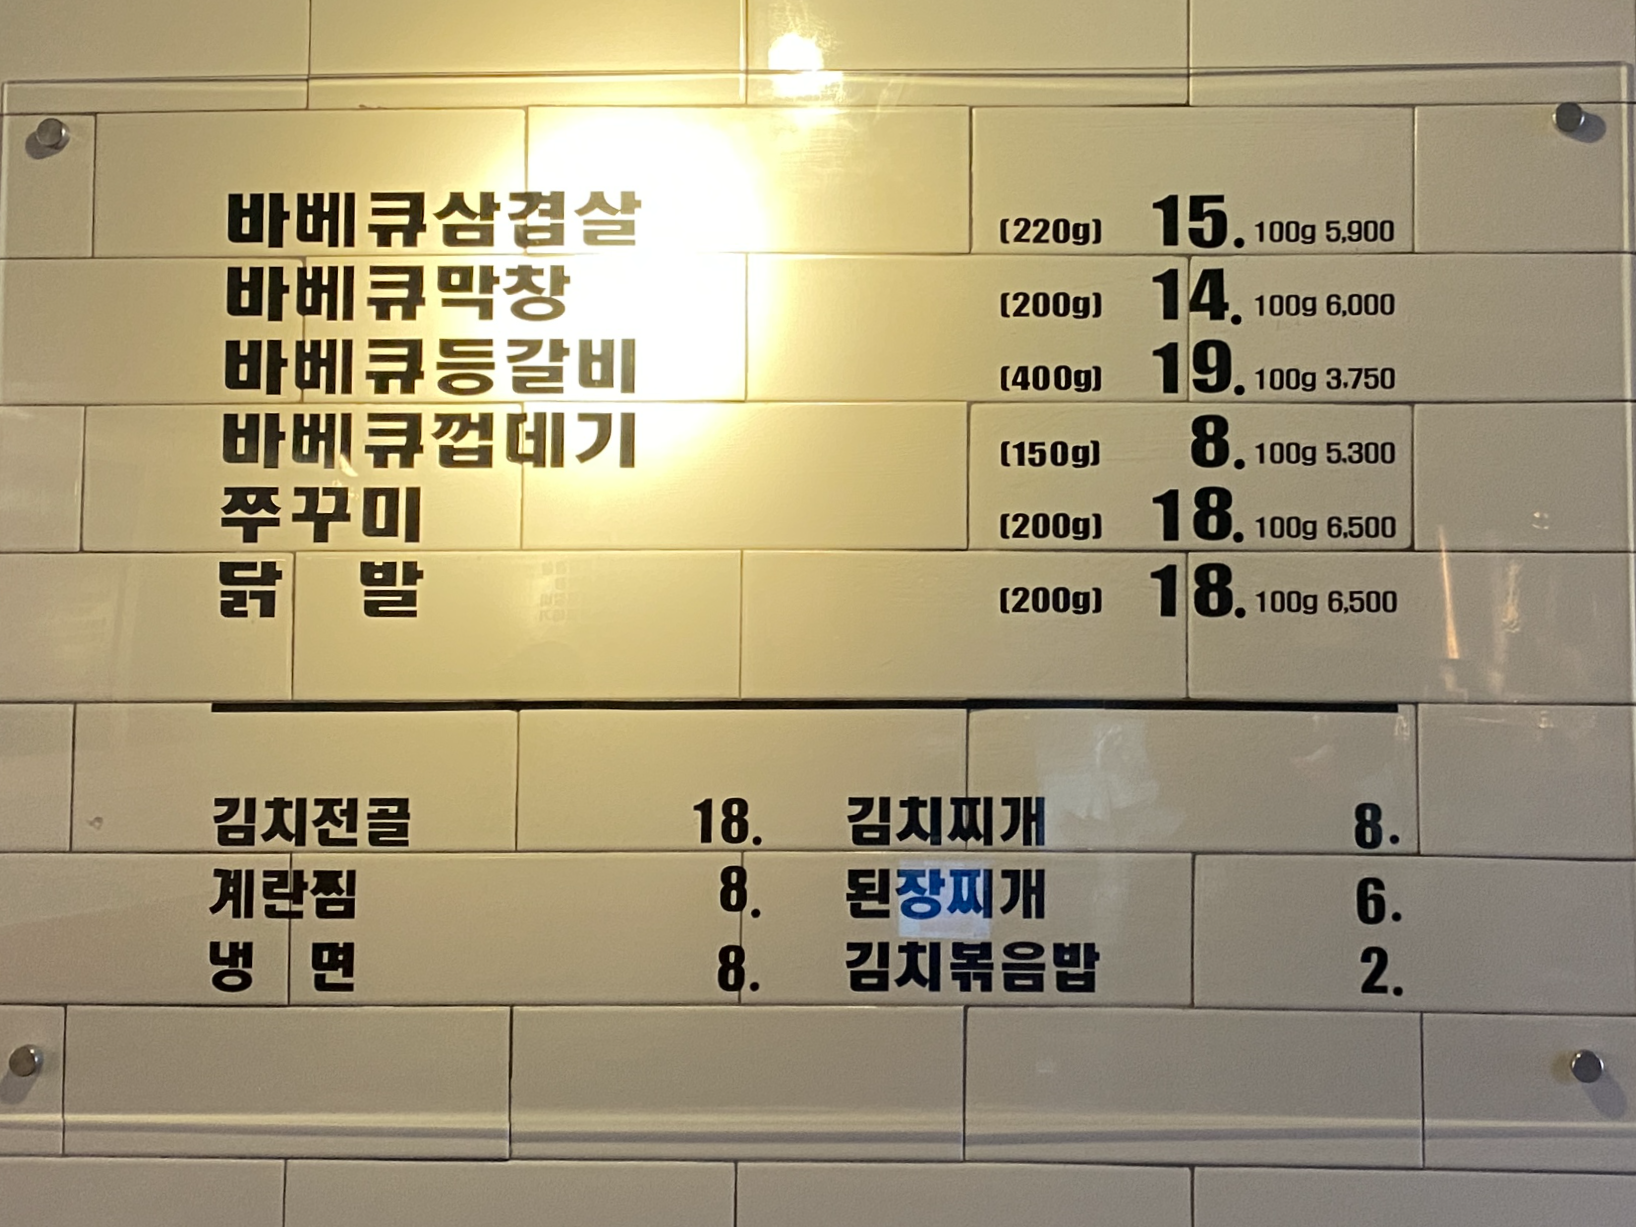 바베큐삼겹살 (220g) 15. 100g 5,900
바베큐막창 (200g) 14. 100g 6,000
바베큐등갈비 (400g) 19. 100g 3,750
바베큐껍데기 (150g) 8. 100g 5,300
쭈꾸미 (200g) 18. 100g 6,500
닭 발 (200g) 18. 100g 6,500
김치전골 18. 김치찌개 8.
계란찜 8. 된장찌개 6.
냉 면 8. 김치볶음밥 2.